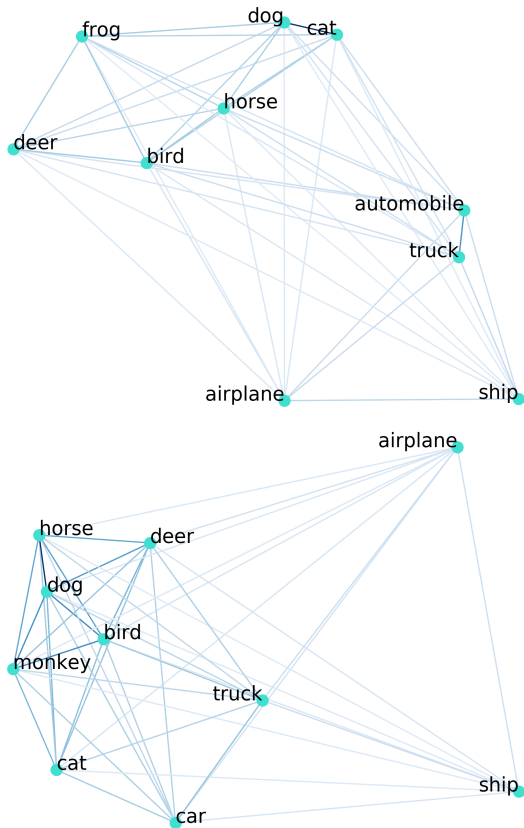 dog
frog
cat
horse
deer
bird
automobile
truck
airplane
ship
airplane
horse
deer
dog
bird
monkey
truck
cat
ship
car